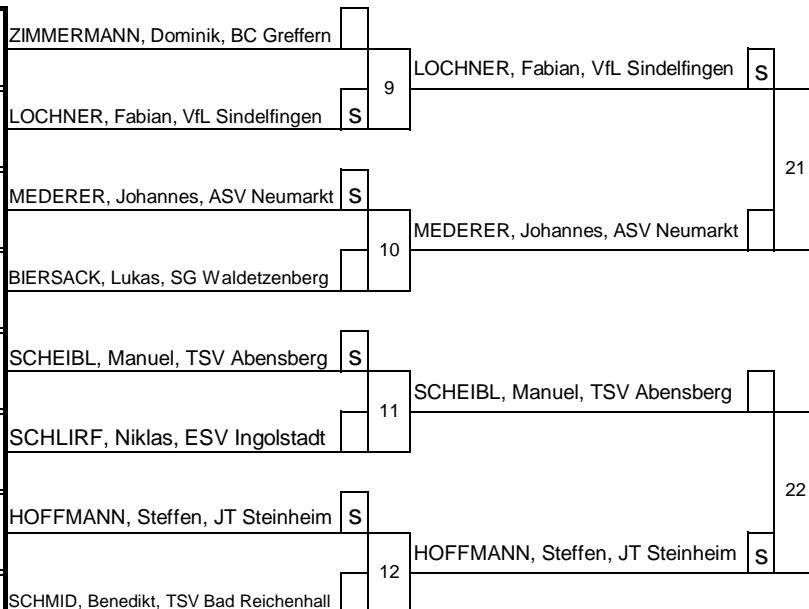 ZIMMERMANN, Dominik, BC Greffern
LOCHNER, Fabian, VfL Sindelfingen S
9
LOCHNER, Fabian, VfL Sindelfingen S
21
MEDERER, Johannes, ASV Neumarkt S
MEDERER, Johannes, ASV Neumarkt
10
BIERSACK, Lukas, SG Waldetzenberg
SCHEIBL, Manuel, TSV Abensberg S
SCHEIBL, Manuel, TSV Abensberg
11
SCHLIRF, Niklas, ESV Ingolstadt
22
HOFFMANN, Steffen, JT Steinheim S
HOFFMANN, Steffen, JT Steinheim S
12
SCHMID, Benedikt, TSV Bad Reichenhall